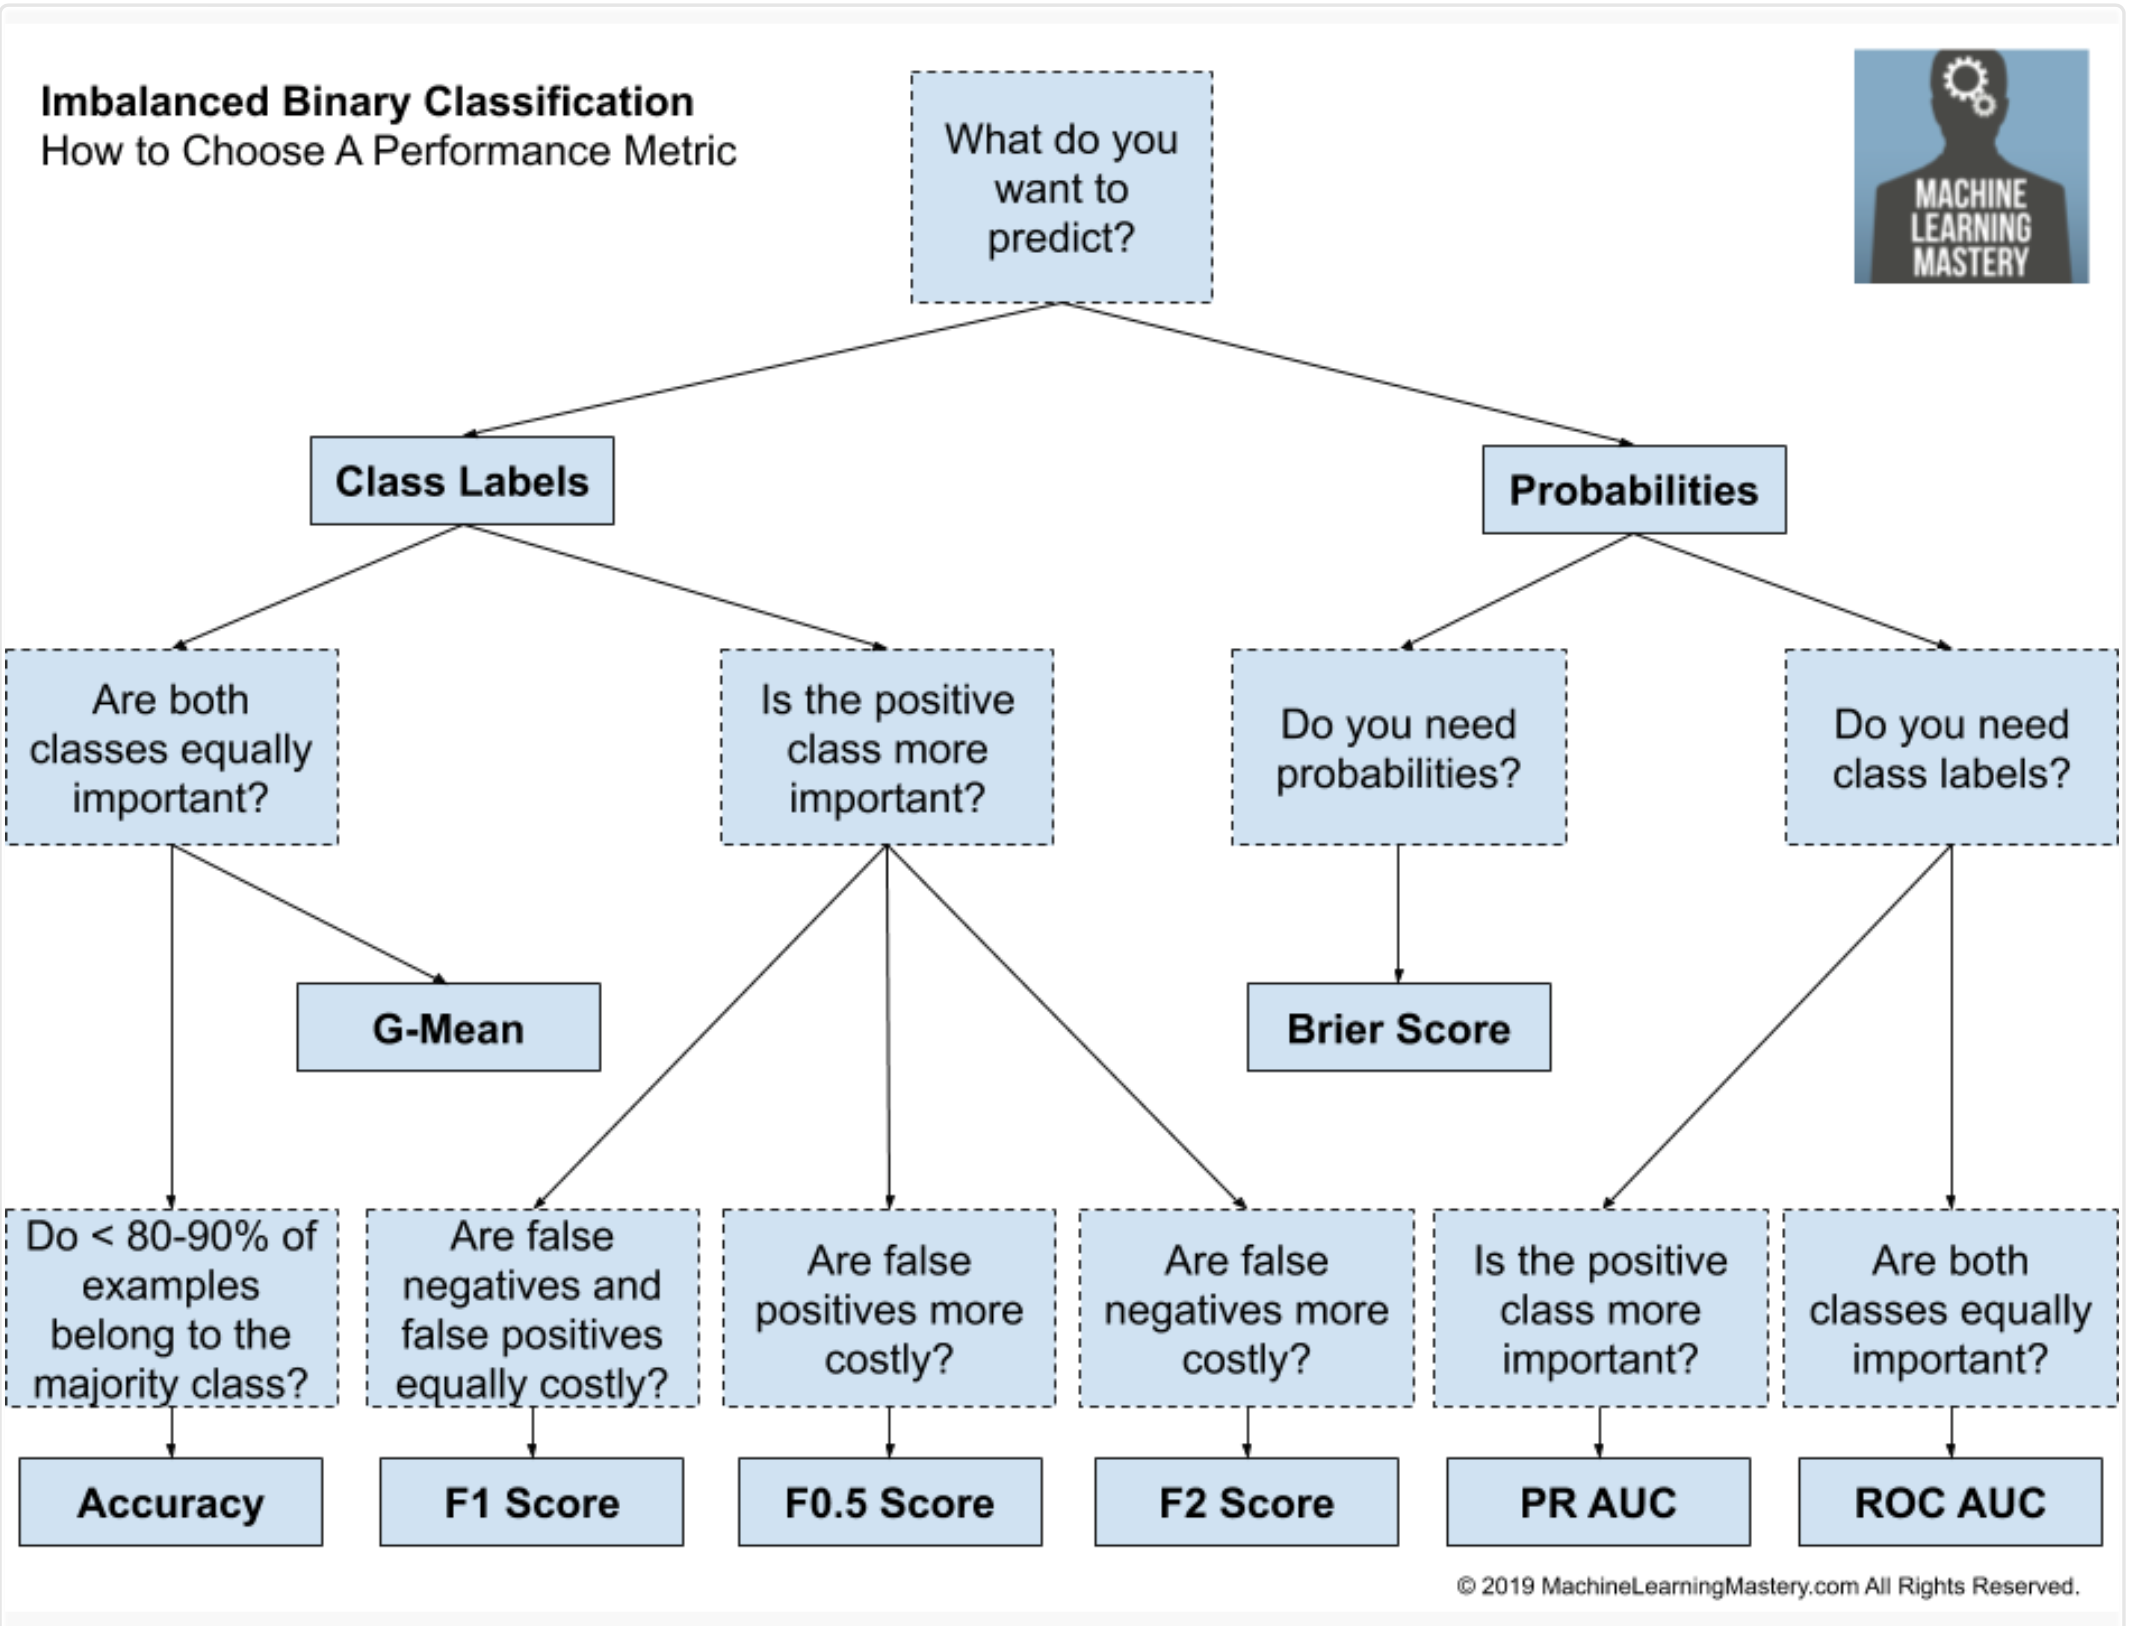 Imbalanced Binary Classification
How to Choose A Performance Metric
What do you
want to
predict?
MACHINE
LEARNING
MASTERY
Class Labels
Probabilities
Are both
classes equally
important?
Is the positive
class more
important?
Do you need
probabilities?
Do you need
class labels?
G-Mean
Brier Score
Do < 80-90% of
examples
belong to the
majority class?
Are false
negatives and
false positives
equally costly?
Are false
positives more
costly?
Are false
negatives more
costly?
Is the positive
class more
important?
Are both
classes equally
important?
Accuracy
F1 Score
F0.5 Score
F2 Score
PR AUC
ROC AUC
© 2019 MachineLearningMastery.com All Rights Reserved.